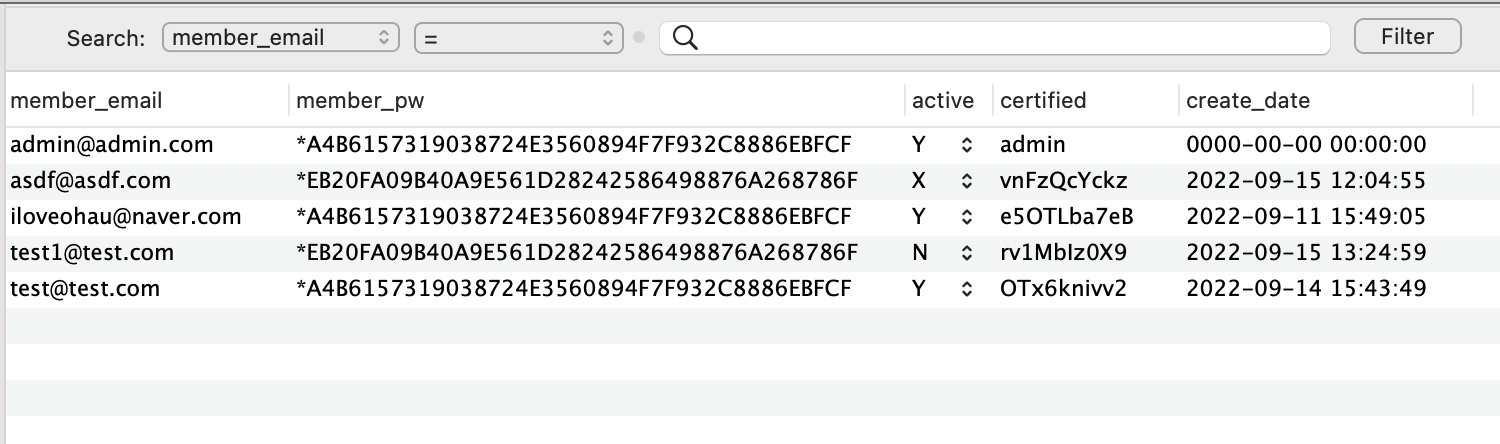 Search: member_email = Filter
member_email member_pw active certified create_date
admin@admin.com *A4B6157319038724E3560894F7F932C8886EBFCF Y admin 0000-00-00 00:00:00
asdf@asdf.com *EB20FA09B40A9E561D28242586498876A268786F X vnFzQcYckz 2022-09-15 12:04:55
iloveohau@naver.com *A4B6157319038724E3560894F7F932C8886EBFCF Y e5OTLba7eB 2022-09-11 15:49:05
test1@test.com *EB20FA09B40A9E561D28242586498876A268786F N rv1MbIz0X9 2022-09-15 13:24:59
test@test.com *A4B6157319038724E3560894F7F932C8886EBFCF Y OTx6knivv2 2022-09-14 15:43:49